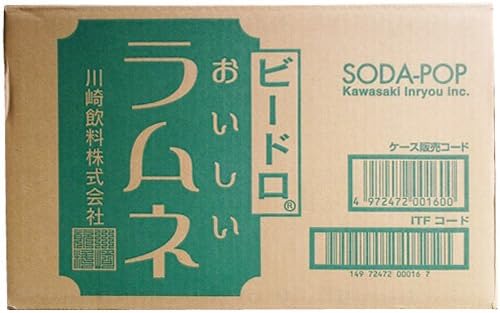 ビードロ®
おいしい
ラムネ
川崎飲料株式会社
SODA-POP
Kawasaki Inryou Inc.
ケース販売コード
4 972472 001600
ITF コード
149 72472 00016 2